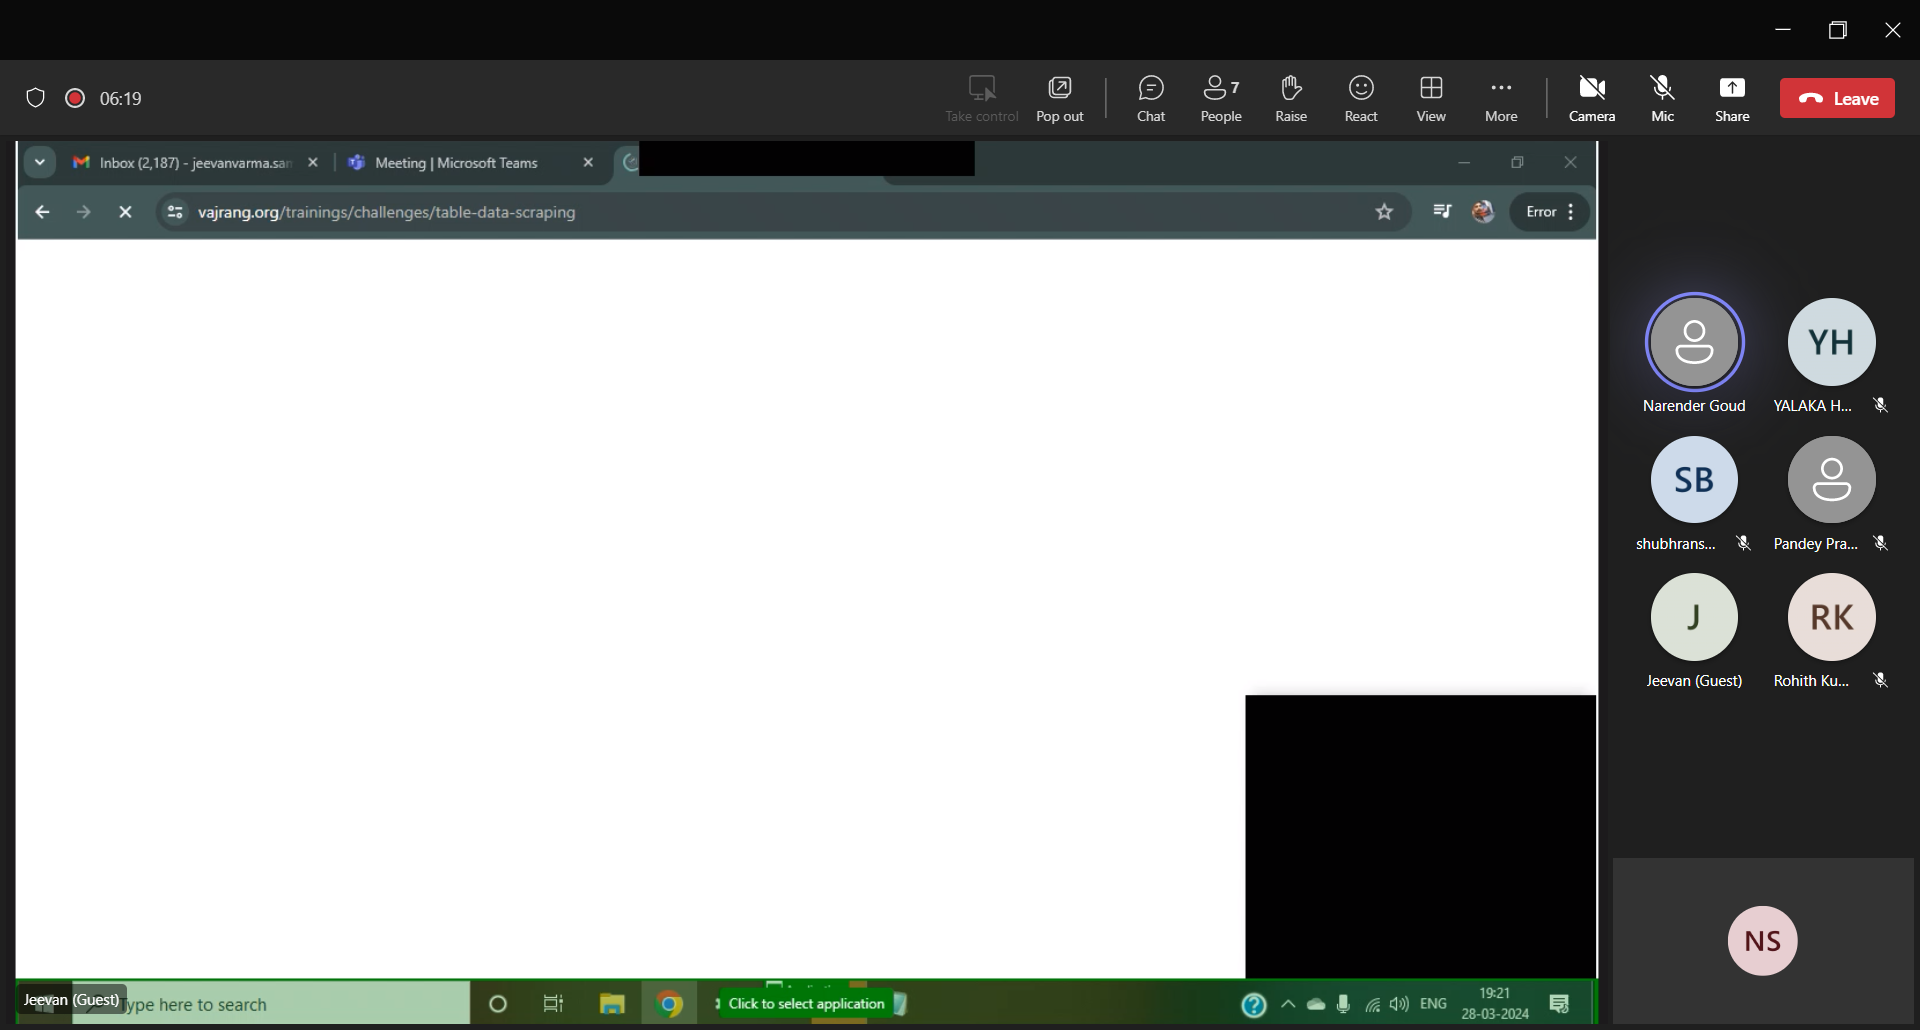 06:19
Take control
Pop out
Chat
People
7
Raise
React
View
More
Camera
Mic
Share
Leave
Inbox (2,187) - jeevanvarma.san
Meeting | Microsoft Teams
vajrang.org/trainings/challenges/table-data-scraping
Error
Narender Goud
YH
YALAKA H...
SB
shubhrans...
Pandey Pra...
J
Jeevan (Guest)
RK
Rohith Ku...
NS
Jeevan (Guest)
Type here to search
Click to select application
ENG
19:21
28-03-2024